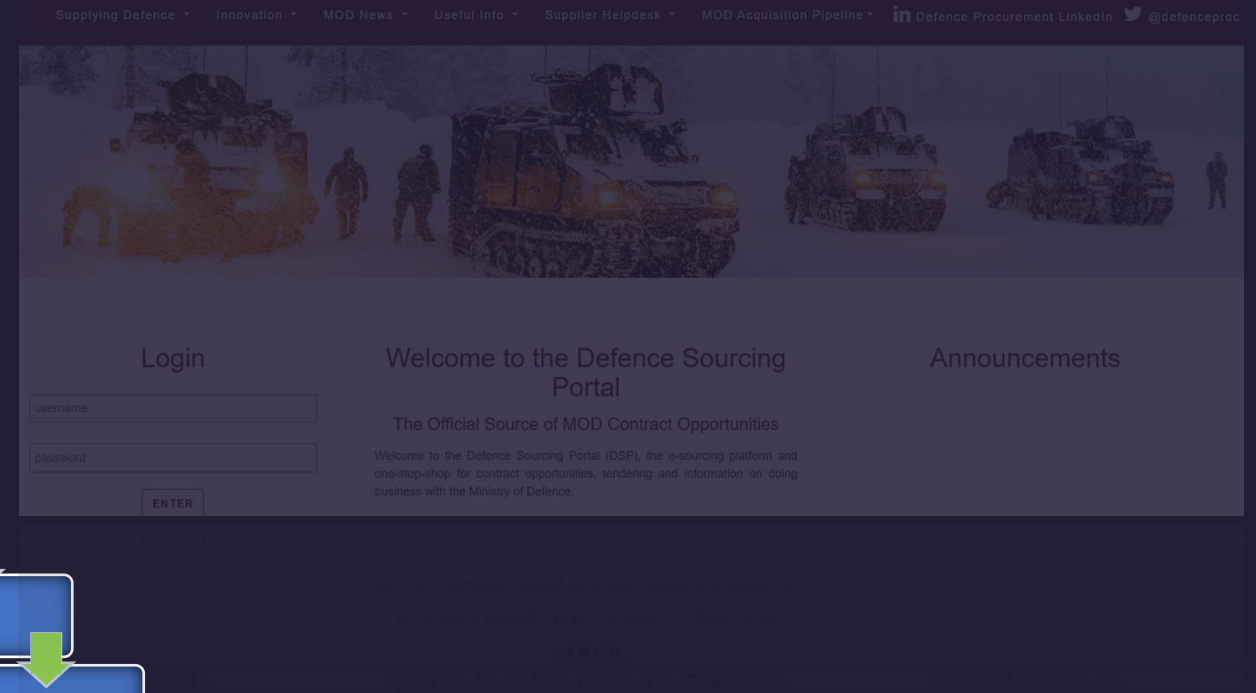 Supplying Defence Innovation MOD News Useful Info Supplier Helpdesk MOD Acquisition Pipeline in Defence Procurement LinkedIn @defenceproc
Login
username
password
ENTER
Welcome to the Defence Sourcing
Portal
The Official Source of MOD Contract Opportunities
Welcome to the Defence Sourcing Portal (DSP), the e-sourcing platform and
one-stop-shop for contract opportunities, tendering and information on doing
business with the Ministry of Defence.
Announcements